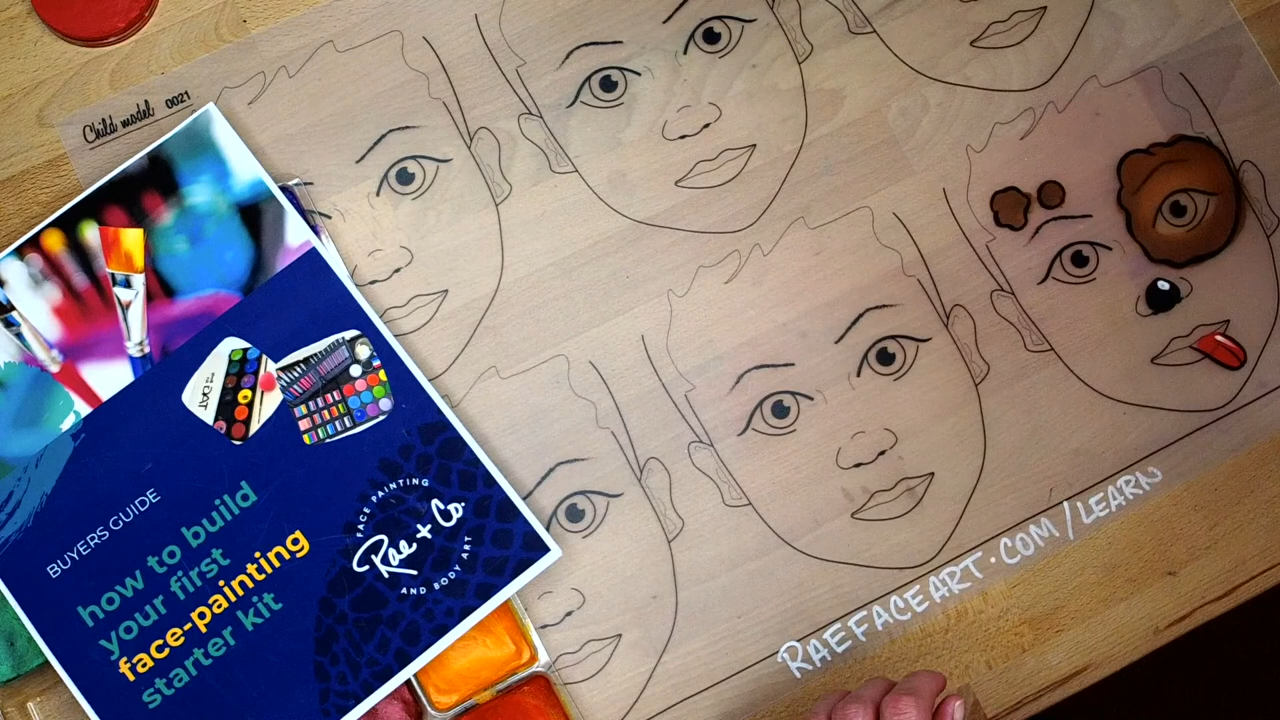 Child model 0021
BUYERS GUIDE
how to build
your first
face-painting
starter kit
FACE PAINTING
Rae + Co.
AND BODY ART
RAEFACEART.COM/LEARN